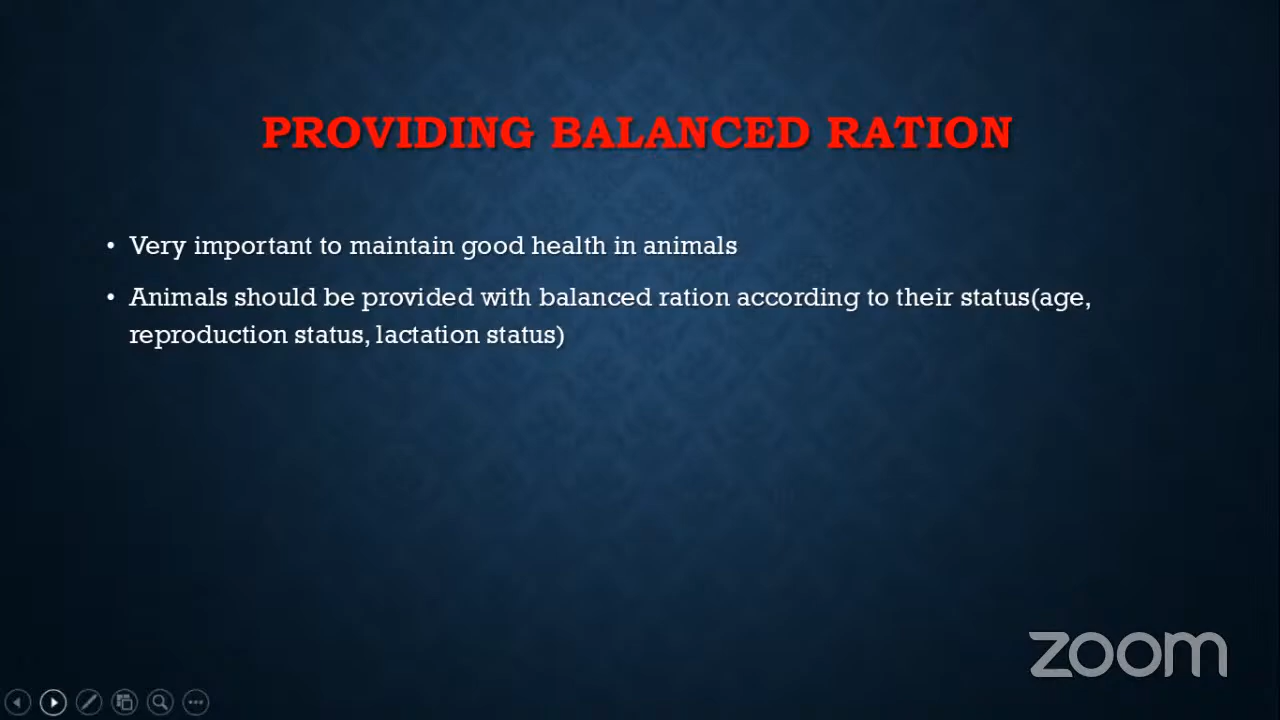 PROVIDING BALANCED RATION
• Very important to maintain good health in animals
• Animals should be provided with balanced ration according to their status(age,
reproduction status, lactation status)
zoom